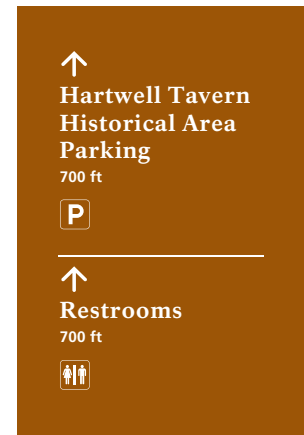 Hartwell Tavern
Historical Area
Parking
700 ft
P
Restrooms
700 ft